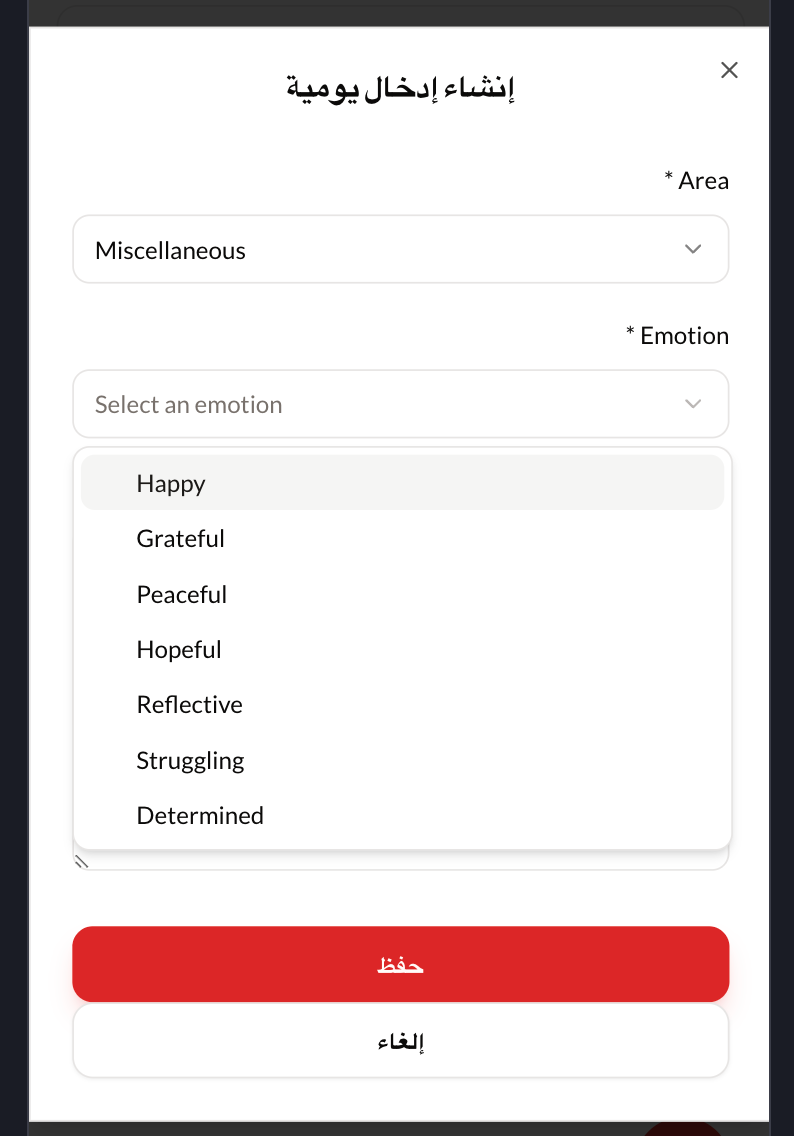 إنشاء إدخال يومية
* Area
Miscellaneous
* Emotion
Select an emotion
Happy
Grateful
Peaceful
Hopeful
Reflective
Struggling
Determined
حفظ
إلغاء